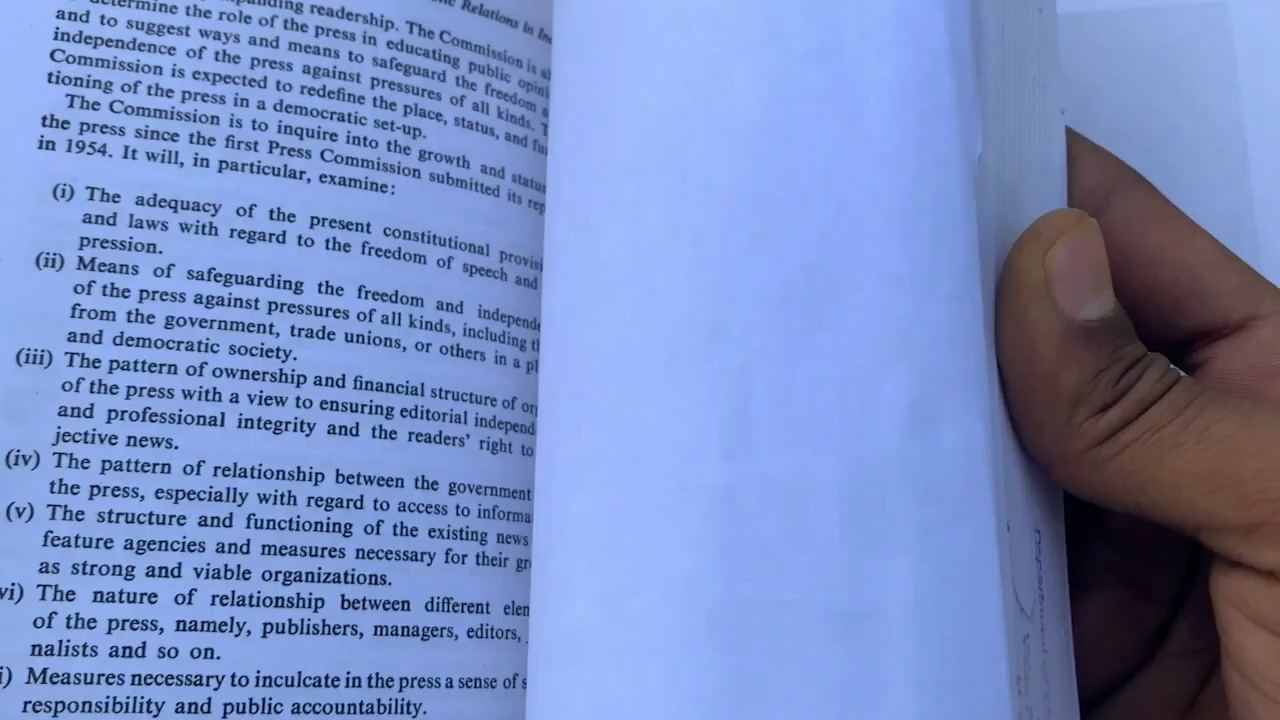 Relations in
anding readership. The Commission is
determine the role of the press in educating public opin
and to suggest ways and means to safeguard the freedom
independence of the press against pressures of all kinds. T
Commission is expected to redefine the place, status, and fu
tioning of the press in a democratic set-up.
The Commission is to inquire into the growth and status
the press since the first Press Commission submitted its rep
in 1954. It will, in particular, examine:
(i) The adequacy of the present constitutional provisi
and laws with regard to the freedom of speech and
pression.
(ii) Means of safeguarding the freedom and independe
of the press against pressures of all kinds, including t
from the government, trade unions, or others in a pl
and democratic society.
(iii) The pattern of ownership and financial structure of or
of the press with a view to ensuring editorial independ
and professional integrity and the readers' right to
jective news.
(iv) The pattern of relationship between the government
the press, especially with regard to access to informa
(v) The structure and functioning of the existing news
feature agencies and measures necessary for their gr
as strong and viable organizations.
vi) The nature of relationship between different elem
of the press, namely, publishers, managers, editors,
nalists and so on.
i) Measures necessary to inculcate in the press a sense of s
responsibility and public accountability.